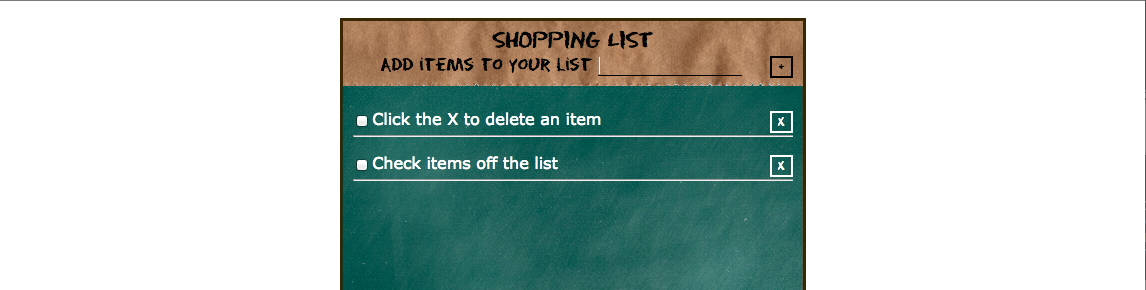 SHOPPING LIST
ADD ITEMS TO YOUR LIST
+
Click the X to delete an item X
Check items off the list X